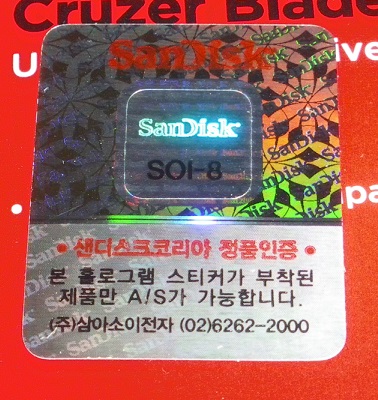 Cruzer Blade
SanDisk
SanDisk
SOI-8
• 샌디스크코리아 정품인증 •
본 홀로그램 스티커가 부착된
제품만 A/S가 가능합니다.
(주)삼아소이전자 (02)6262-2000